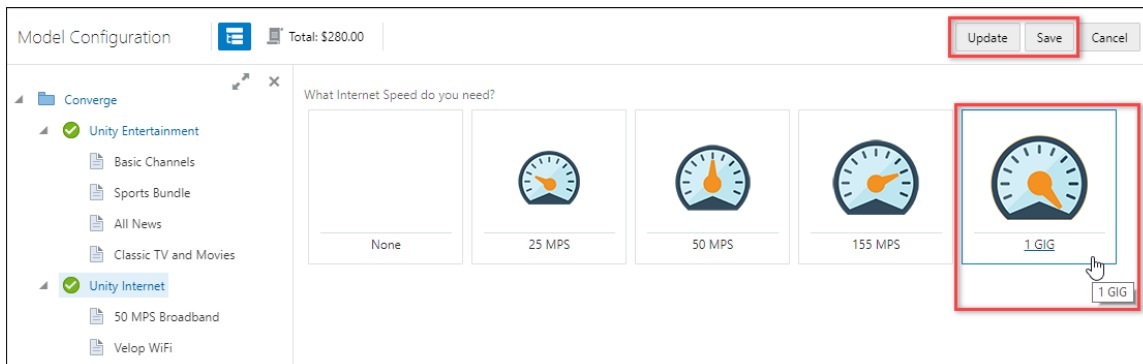 Model Configuration
Total: $280.00
Update
Save
Cancel
Converge
Unity Entertainment
Basic Channels
Sports Bundle
All News
Classic TV and Movies
Unity Internet
50 MPS Broadband
Velop WiFi
What Internet Speed do you need?
None
25 MPS
50 MPS
155 MPS
1 GIG
1 GIG